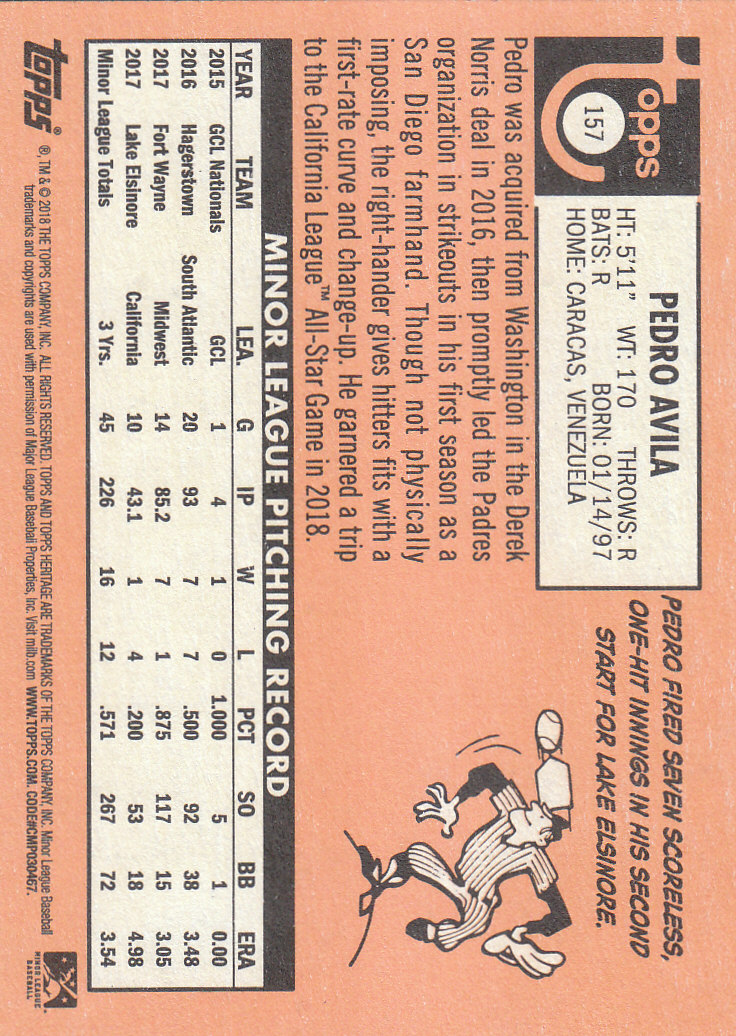 topps
157
PEDRO AVILA
HT: 5'11" WT: 170 THROWS: R
BATS: R BORN: 01/14/97
HOME: CARACAS, VENEZUELA
PEDRO FIRED SEVEN SCORELESS,
ONE-HIT INNINGS IN HIS SECOND
START FOR LAKE ELSINORE.
Pedro was acquired from Washington in the Derek
Norris deal in 2016, then promptly led the Padres
organization in strikeouts in his first season as a
San Diego farmhand. Though not physically
imposing, the right-hander gives hitters fits with a
first-rate curve and change-up. He garnered a trip
to the California League™ All-Star Game in 2018.
MINOR LEAGUE PITCHING RECORD
YEAR TEAM LEA. G IP W L PCT SO BB ERA
2015 GCL Nationals GCL 1 4 1 0 1.000 5 1 0.00
2016 Hagerstown South Atlantic 20 93 7 7 .500 92 38 3.48
2017 Fort Wayne Midwest 14 85.2 7 1 .875 117 15 3.05
2017 Lake Elsinore California 10 43.1 1 4 .200 53 18 4.98
Minor League Totals 3 Yrs. 45 226 16 12 .571 267 72 3.54
topps® ®, TM & © 2018 THE TOPPS COMPANY, INC. ALL RIGHTS RESERVED. TOPPS AND TOPPS HERITAGE ARE TRADEMARKS OF THE TOPPS COMPANY, INC. Minor League Baseball
trademarks and copyrights are used with permission of Major League Baseball Properties, Inc. Visit milb.com WWW.TOPPS.COM. CODE#CMP030467.
MINOR LEAGUE
BASEBALL